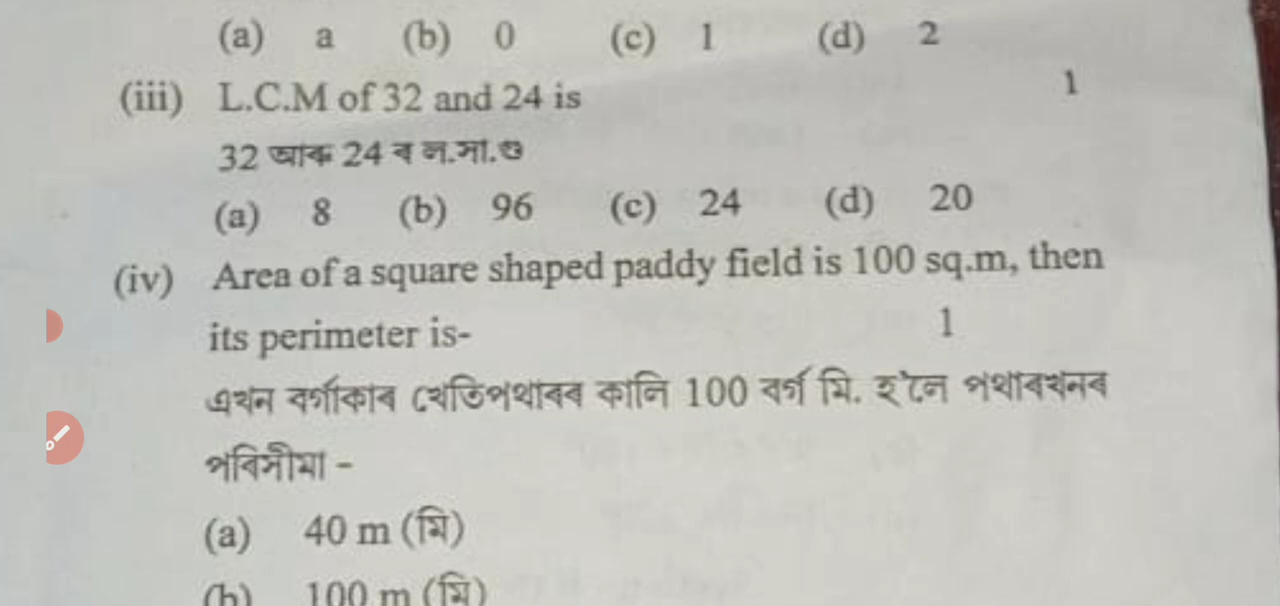 (a) a (b) 0 (c) 1 (d) 2
(iii) L.C.M of 32 and 24 is 1
32 আৰু 24 ৰ ল.সা.গু
(a) 8 (b) 96 (c) 24 (d) 20
(iv) Area of a square shaped paddy field is 100 sq.m, then
its perimeter is- 1
এখন বৰ্গাকাৰ খেতিপথাৰৰ কালি 100 বৰ্গ মি. হ'লে পথাৰখনৰ
পৰিসীমা -
(a) 40 m (মি)
(b) 100 m (মি)